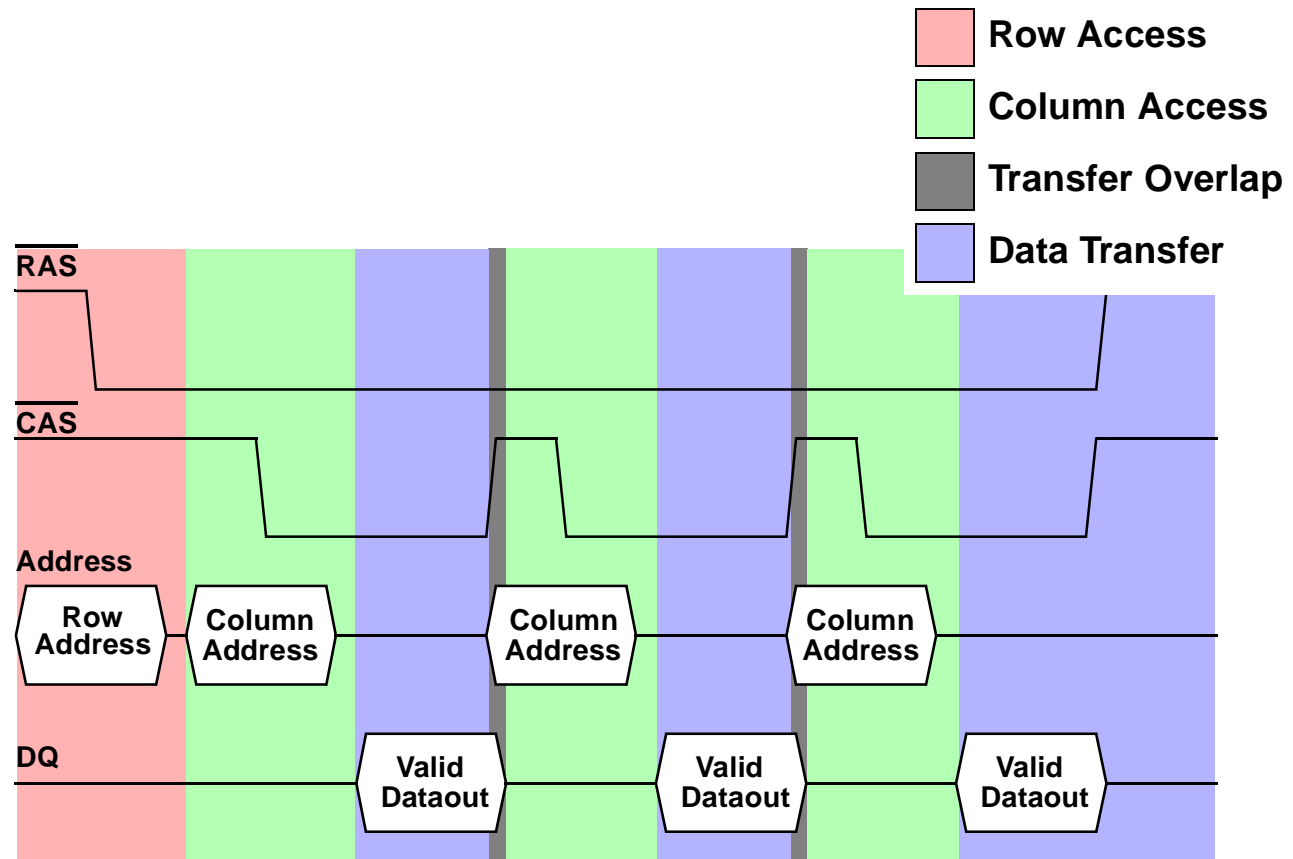 Row Access
Column Access
Transfer Overlap
Data Transfer
RAS
CAS
Address
Row
Address
Column
Address
Column
Address
Column
Address
DQ
Valid
Dataout
Valid
Dataout
Valid
Dataout